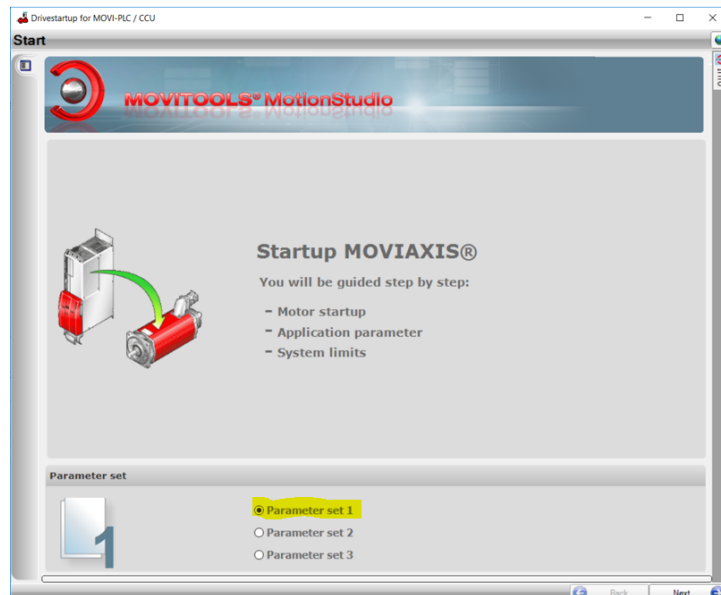 Drivestartup for MOVI-PLC / CCU
Start
MOVITOOLS® MotionStudio
Startup MOVIAXIS®
You will be guided step by step:
- Motor startup
- Application parameter
- System limits
Parameter set
1
Parameter set 1
Parameter set 2
Parameter set 3
Back
Next